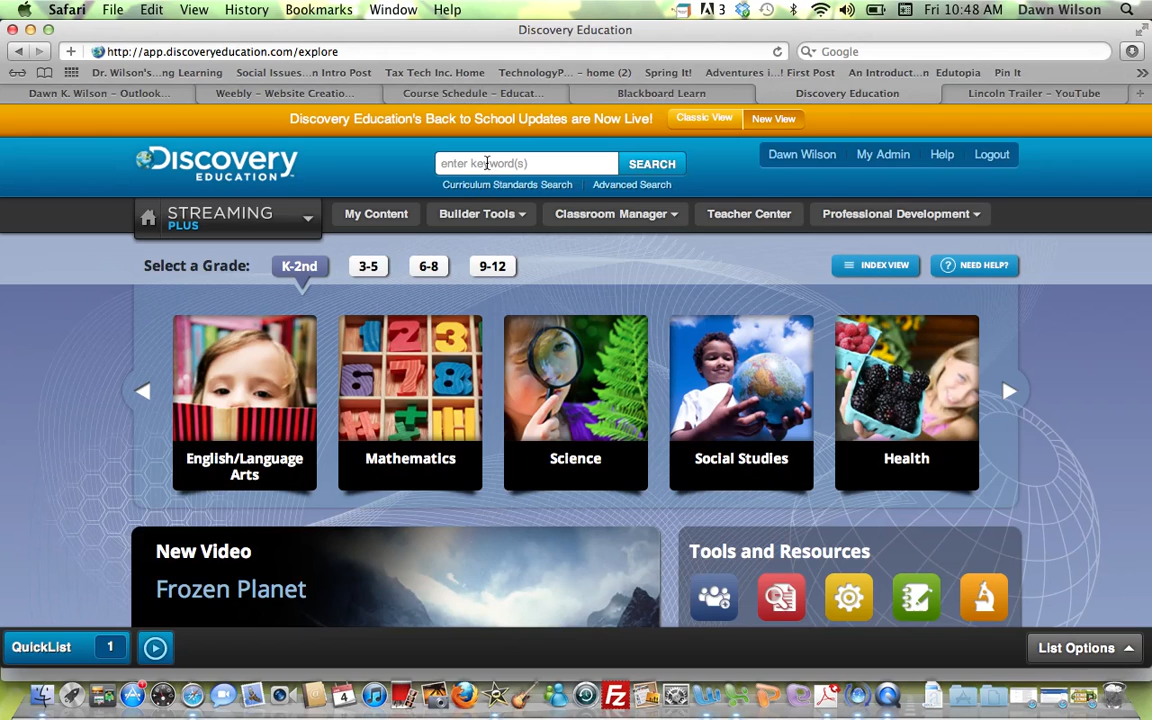 Safari File Edit View History Bookmarks Window Help 3 Fri 10:48 AM Dawn Wilson
Discovery Education
http://app.discoveryeducation.com/explore Google
Dr. Wilson's...ng Learning Social Issues...n Intro Post Tax Tech Inc. Home TechnologyP... – home (2) Spring It! Adventures i...! First Post An Introduct...n Edutopia Pin It
Dawn K. Wilson – Outlook... Weebly – Website Creatio... Course Schedule – Educat... Blackboard Learn Discovery Education Lincoln Trailer – YouTube
Discovery Education's Back to School Updates are Now Live! Classic View New View
Discovery EDUCATION
enter keyword(s) SEARCH
Dawn Wilson My Admin Help Logout
Curriculum Standards Search Advanced Search
STREAMING PLUS My Content Builder Tools Classroom Manager Teacher Center Professional Development
Select a Grade: K-2nd 3-5 6-8 9-12 INDEX VIEW ? NEED HELP?
English/Language Arts
Mathematics
Science
Social Studies
Health
New Video
Frozen Planet
Tools and Resources
QuickList 1 List Options